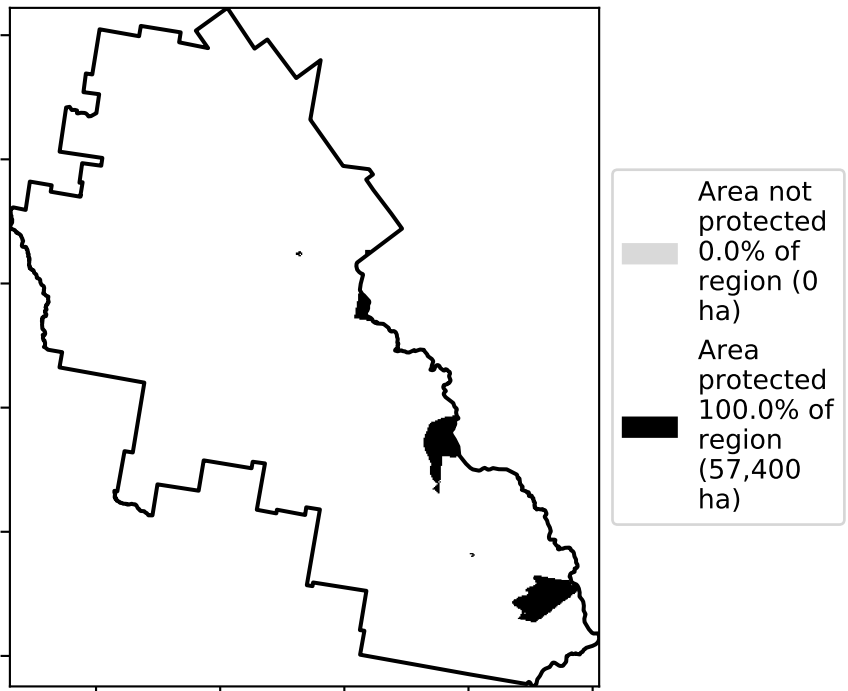 Area not
protected
0.0% of
region (0
ha)
Area
protected
100.0% of
region
(57,400
ha)